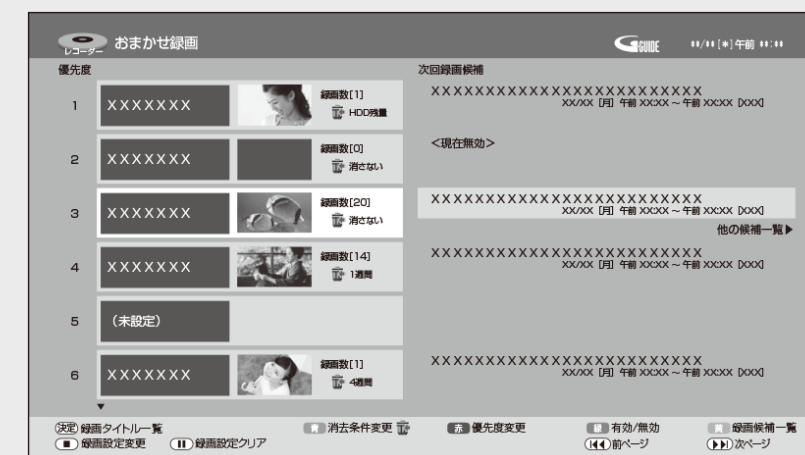 レコーダー おまかせ録画 G GUIDE **/** [*] 午前 **:**
優先度 次回録画候補
1 XXXXXXX 録画数[1] XXXXXXXXXXXXXXXXXXXXXXXXX
HDD残量 XX/XX [月] 午前 XX:XX ~ 午前 XX:XX [XXX]
2 XXXXXXX 録画数[0] <現在無効>
消さない
3 XXXXXXX 録画数[20] XXXXXXXXXXXXXXXXXXXXXXXXX
消さない XX/XX [月] 午前 XX:XX ~ 午前 XX:XX [XXX]
他の候補一覧▶
4 XXXXXXX 録画数[14] XXXXXXXXXXXXXXXXXXXXXXXXX
1週間 XX/XX [月] 午前 XX:XX ~ 午前 XX:XX [XXX]
5 (未設定)
6 XXXXXXX 録画数[1] XXXXXXXXXXXXXXXXXXXXXXXXX
4週間 XX/XX [月] 午前 XX:XX ~ 午前 XX:XX [XXX]
▼
決定 録画タイトル一覧 青 消去条件変更 赤 優先度変更 緑 有効/無効 黄 録画候補一覧
■ 録画設定変更 ❙❙ 録画設定クリア ◀◀ 前ページ ▶▶ 次ページ